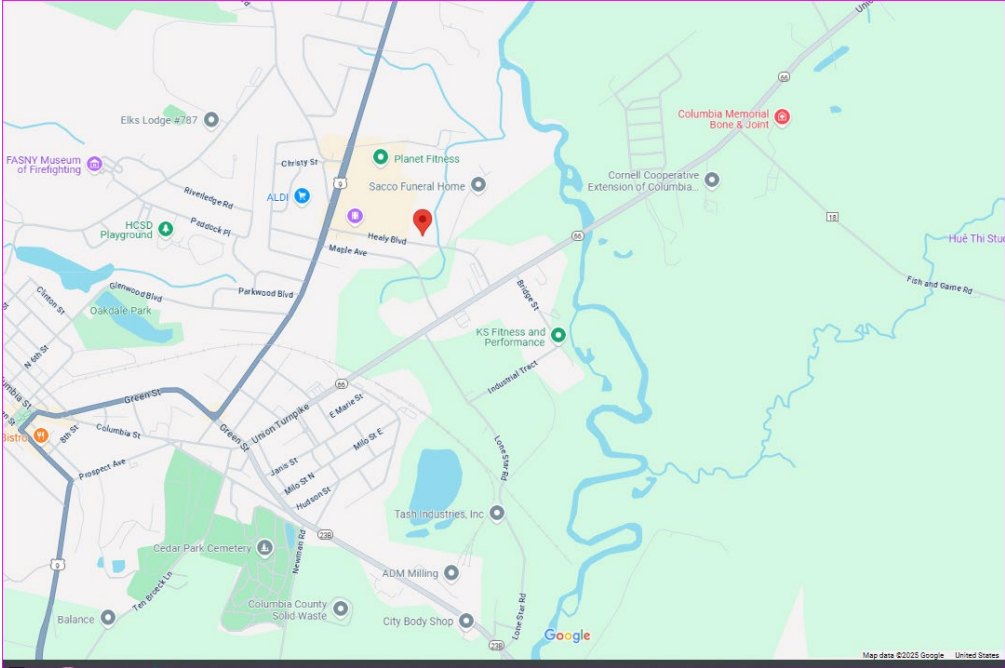 Unio
66
Columbia Memorial
Bone & Joint
Elks Lodge #787
FASNY Museum
of Firefighting
Christy St
Planet Fitness
9
Sacco Funeral Home
ALDI
Cornell Cooperative
Extension of Columbia...
Riverledge Rd
Paddock Pl
HCSD
Playground
18
Healy Blvd
Maple Ave
66
Huê Thi Stuc
Fish and Game Rd
Glenwood Blvd
Parkwood Blvd
Clinton St
Oakdale Park
Bridge St
KS Fitness and
Performance
N 6th St
Industrial Tract
66
Columbia St
Green St
Union Turnpike
E Marie St
Bistro
8th St
Columbia St
Green St
Milo St E
Prospect Ave
Janis St
Milo St N
Hudson St
Lone Star Rd
Tash Industries, Inc
23B
Cedar Park Cemetery
Newman Rd
9
Ten Broeck Ln
ADM Milling
Columbia County
Solid Waste
Balance
City Body Shop
Lone Star Rd
23B
Google
Map data ©2025 Google
United States